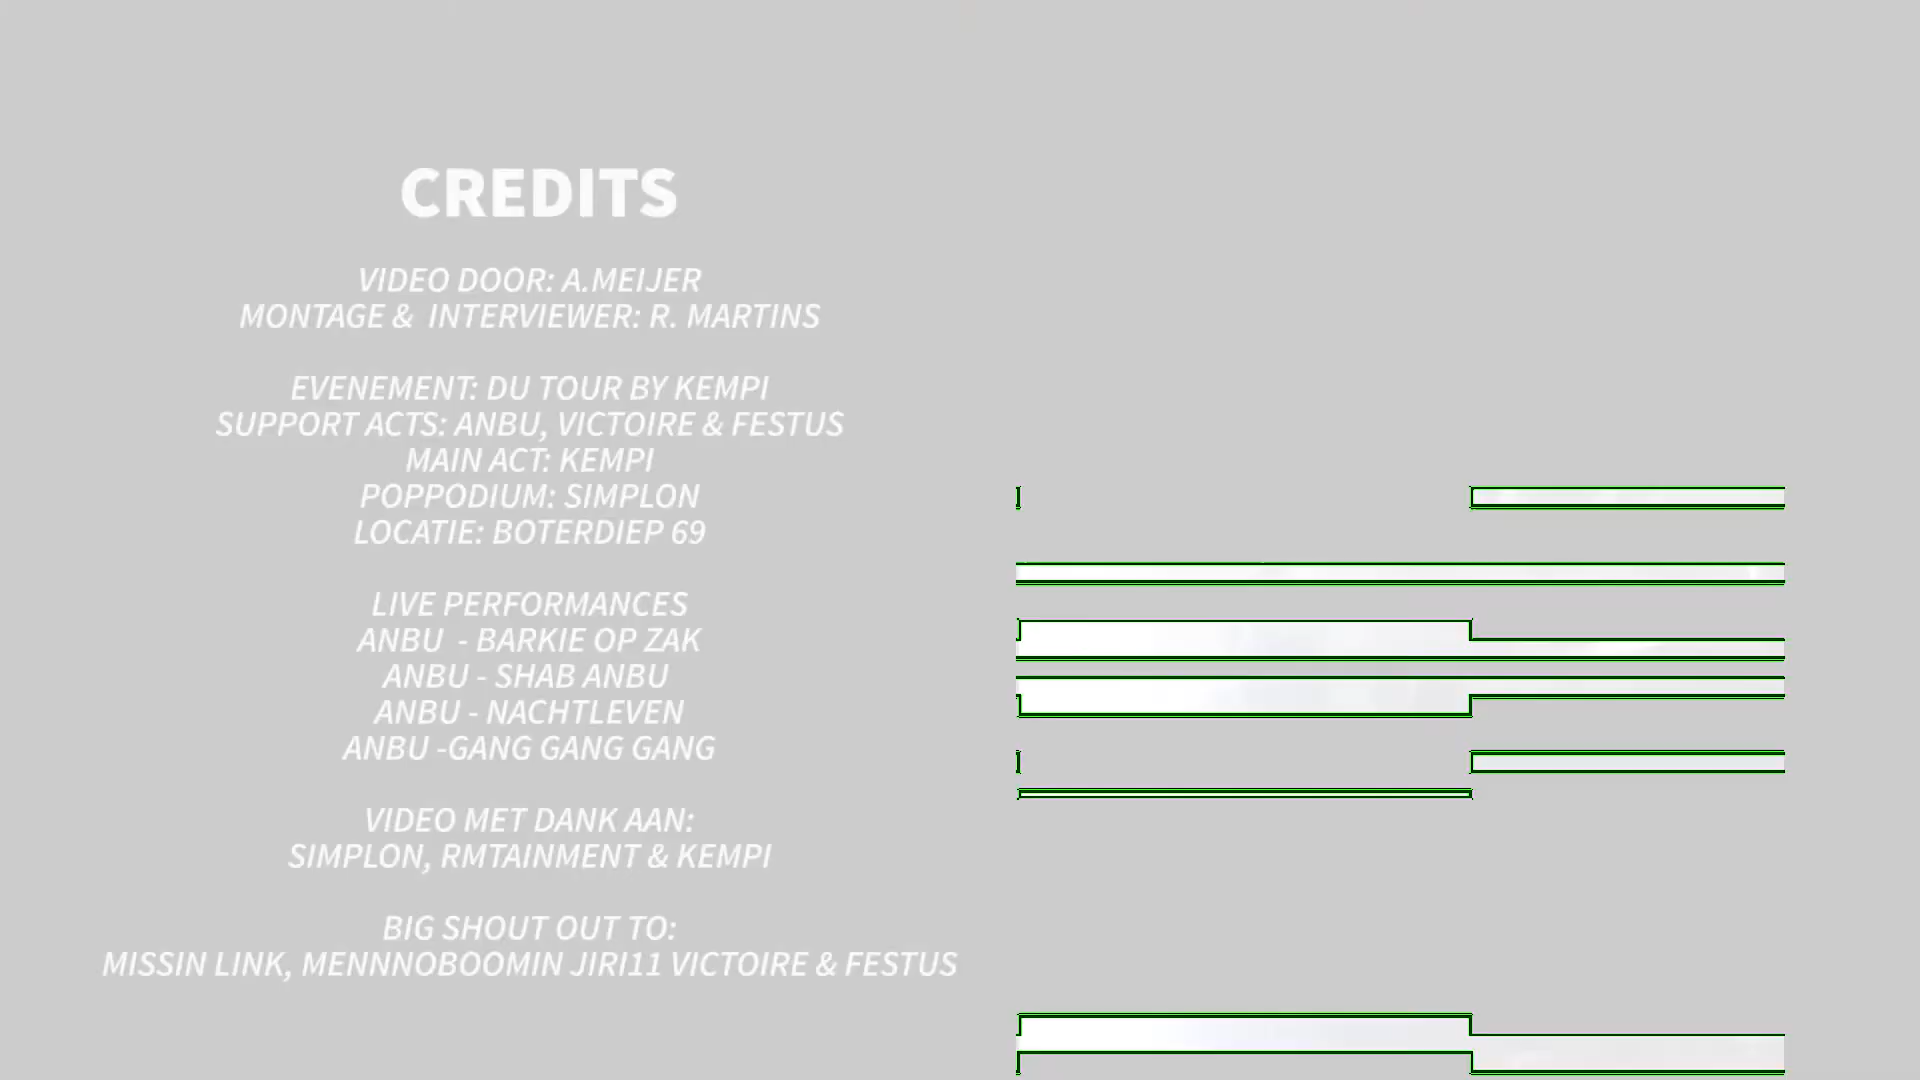 CREDITS
VIDEO DOOR: A.MEIJER
MONTAGE &  INTERVIEWER: R. MARTINS
EVENEMENT: DU TOUR BY KEMPI
SUPPORT ACTS: ANBU, VICTOIRE & FESTUS
MAIN ACT: KEMPI
POPPODIUM: SIMPLON
LOCATIE: BOTERDIEP 69
LIVE PERFORMANCES
ANBU  - BARKIE OP ZAK
ANBU - SHAB ANBU
ANBU - NACHTLEVEN
ANBU -GANG GANG GANG
VIDEO MET DANK AAN:
SIMPLON, RMTAINMENT & KEMPI
BIG SHOUT OUT TO:
MISSIN LINK, MENNNOBOOMIN JIRI11 VICTOIRE & FESTUS